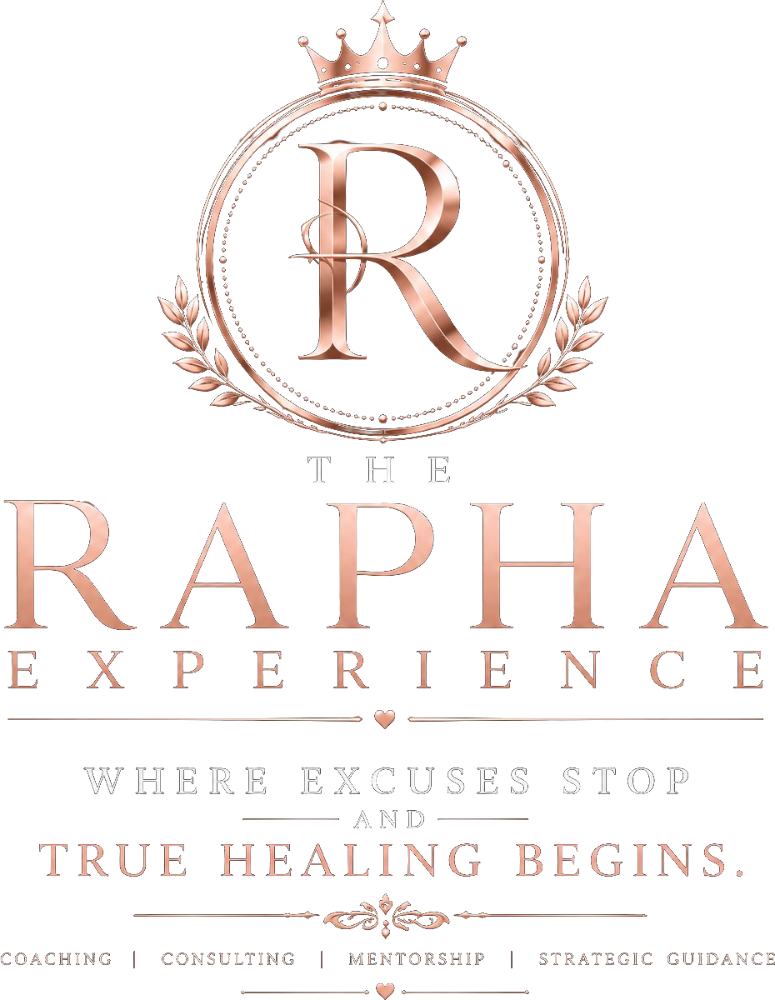 R
THE
RAPHA
EXPERIENCE
WHERE EXCUSES STOP
AND
TRUE HEALING BEGINS.
COACHING | CONSULTING | MENTORSHIP | STRATEGIC GUIDANCE